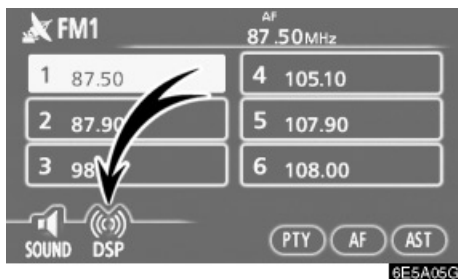 FM1
AF
87.50MHz
1 87.50
2 87.90
3 98
4 105.10
5 107.90
6 108.00
SOUND DSP
PTY AF AST
6E5A05G